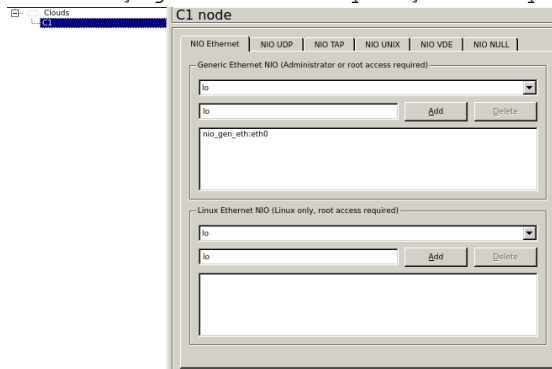 Clouds
C1
C1 node
NIO Ethernet NIO UDP NIO TAP NIO UNIX NIO VDE NIO NULL
Generic Ethernet NIO (Administrator or root access required)
lo
lo Add Delete
nio_gen_eth:eth0
Linux Ethernet NIO (Linux only, root access required)
lo
lo Add Delete